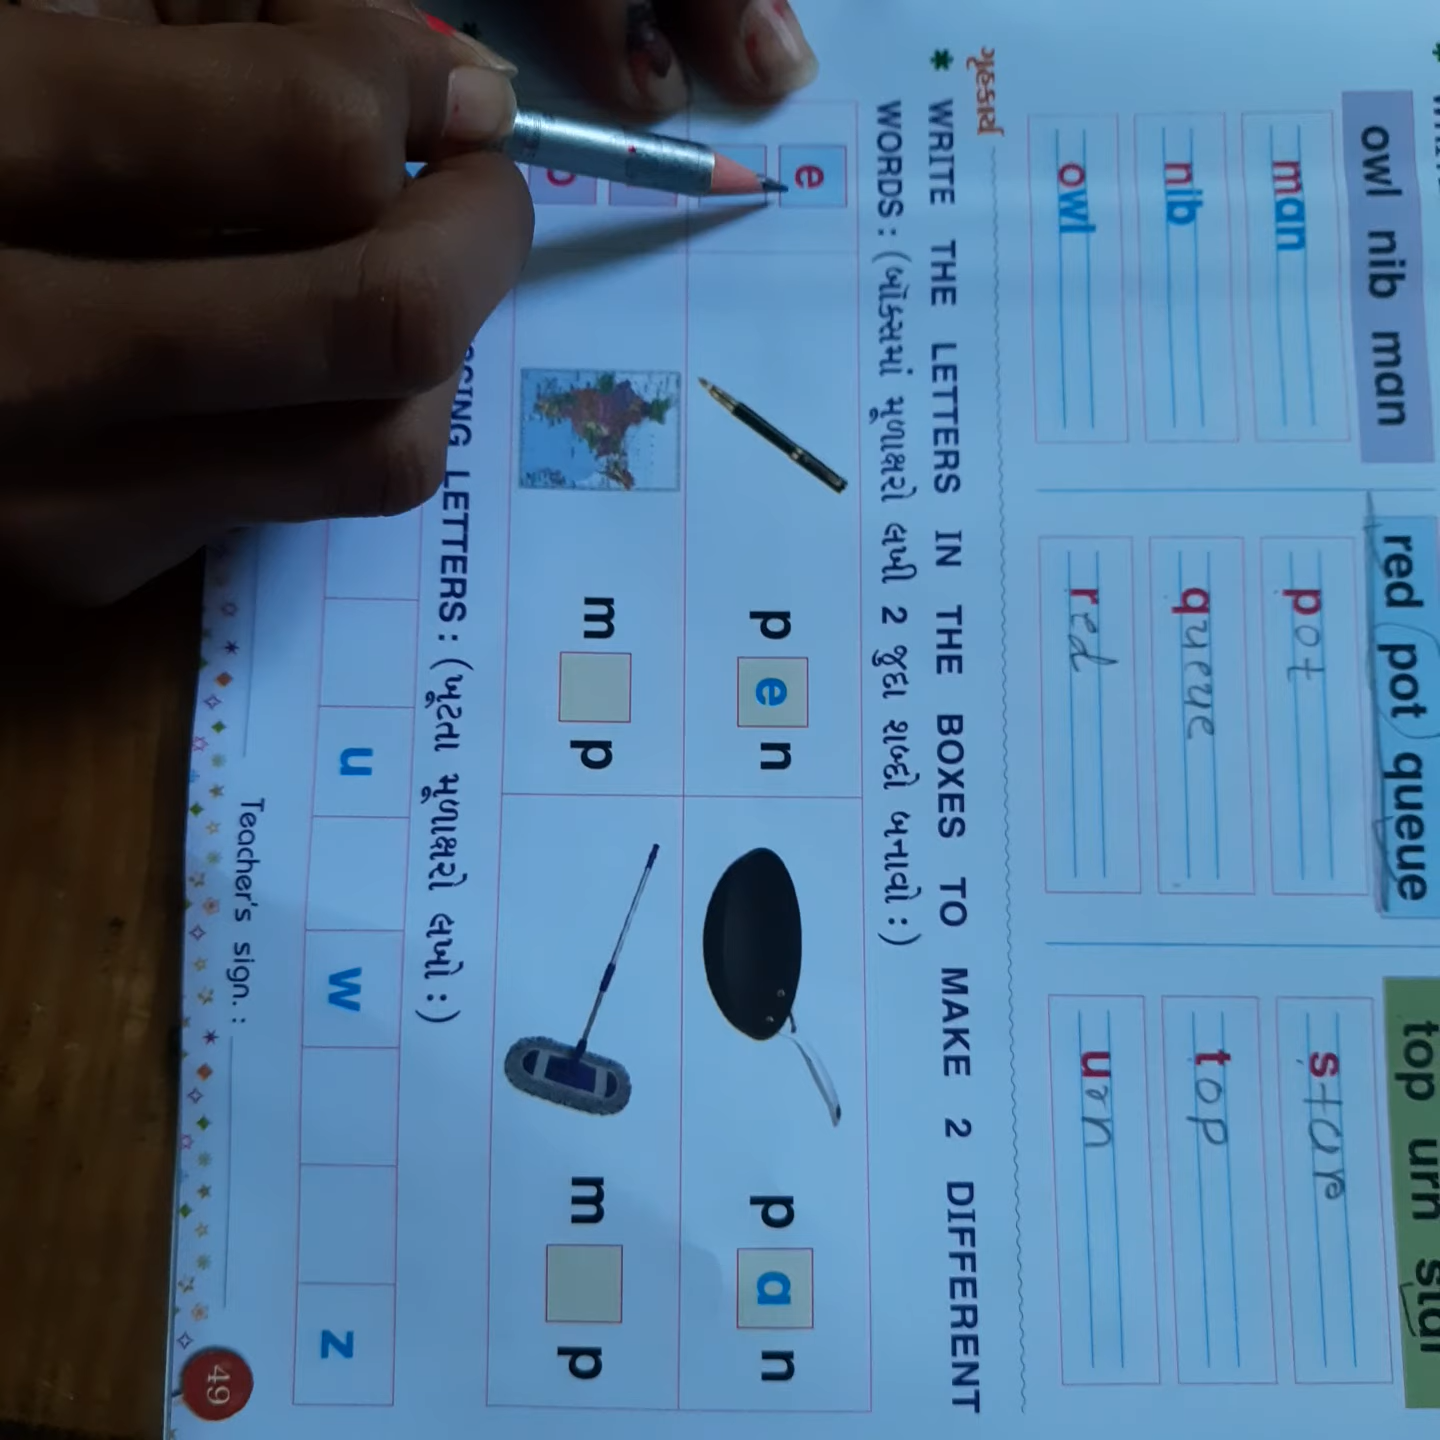 owl nib man
red pot queue
top urn star
man
pot
star
nib
queue
top
owl
red
urn
ગૃહકાર્ય
* WRITE THE LETTERS IN THE BOXES TO MAKE 2 DIFFERENT
WORDS : (બૉક્સમાં મૂળાક્ષરો લખી 2 જુદા શબ્દો બનાવો :)
e
p e n
p a n
m p
m p
LETTERS : (ખૂટતા મૂળાક્ષરો લખો :)
u w z
Teacher's sign. :
49